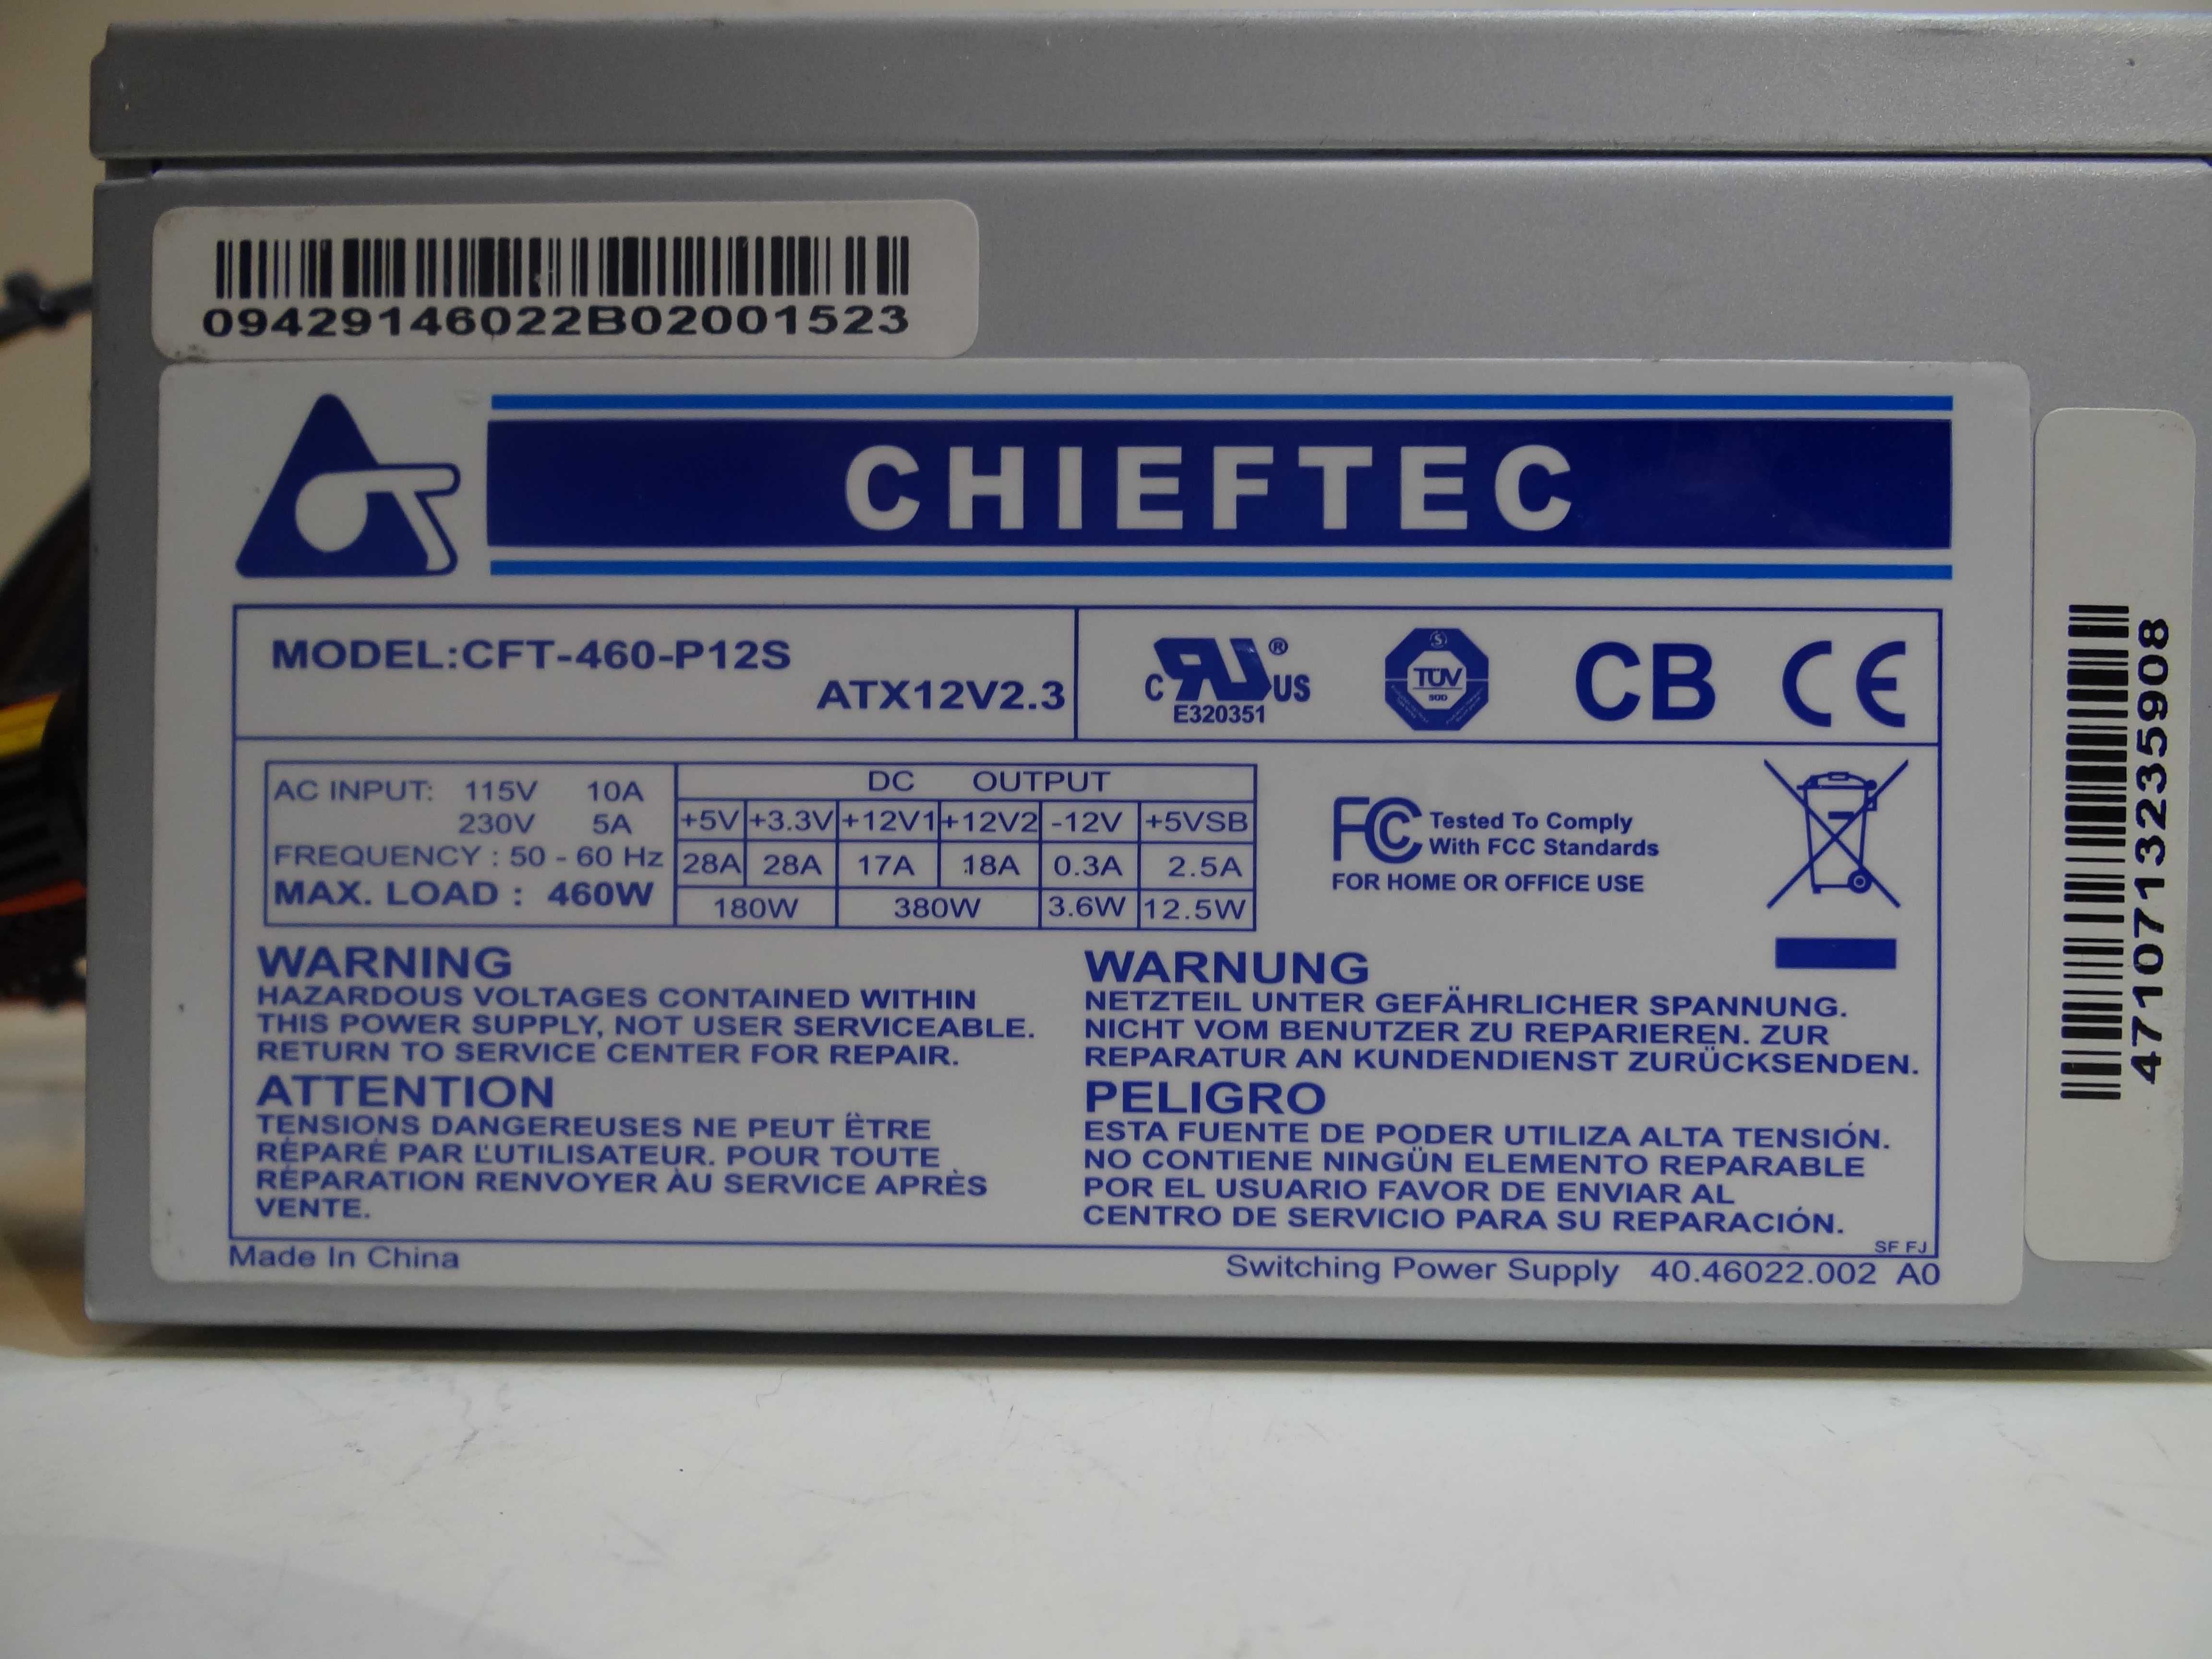 09429146022B02001523
CHIEFTEC
MODEL:CFT-460-P12S
ATX12V2.3
C RU US ®
E320351
S
TÜV
SÜD
CB CE
AC INPUT: 115V 10A
230V 5A
FREQUENCY : 50 - 60 Hz
MAX. LOAD : 460W
DC OUTPUT
+5V +3.3V +12V1 +12V2 -12V +5VSB
28A 28A 17A 18A 0.3A 2.5A
180W 380W 3.6W 12.5W
FC Tested To Comply
With FCC Standards
FOR HOME OR OFFICE USE
WARNING
HAZARDOUS VOLTAGES CONTAINED WITHIN
THIS POWER SUPPLY, NOT USER SERVICEABLE.
RETURN TO SERVICE CENTER FOR REPAIR.
ATTENTION
TENSIONS DANGEREUSES NE PEUT ËTRE
RÉPARÉ PAR L'UTILISATEUR. POUR TOUTE
RÉPARATION RENVOYER ÀU SERVICE APRÈS
VENTE.
WARNUNG
NETZTEIL UNTER GEFÄHRLICHER SPANNUNG.
NICHT VOM BENUTZER ZU REPARIEREN. ZUR
REPARATUR AN KUNDENDIENST ZURÜCKSENDEN.
PELIGRO
ESTA FUENTE DE PODER UTILIZA ALTA TENSIÓN.
NO CONTIENE NINGÜN ELEMENTO REPARABLE
POR EL USUARIO FAVOR DE ENVIAR AL
CENTRO DE SERVICIO PARA SU REPARACIÓN.
SF FJ
Made In China
Switching Power Supply 40.46022.002 A0
4710713235908